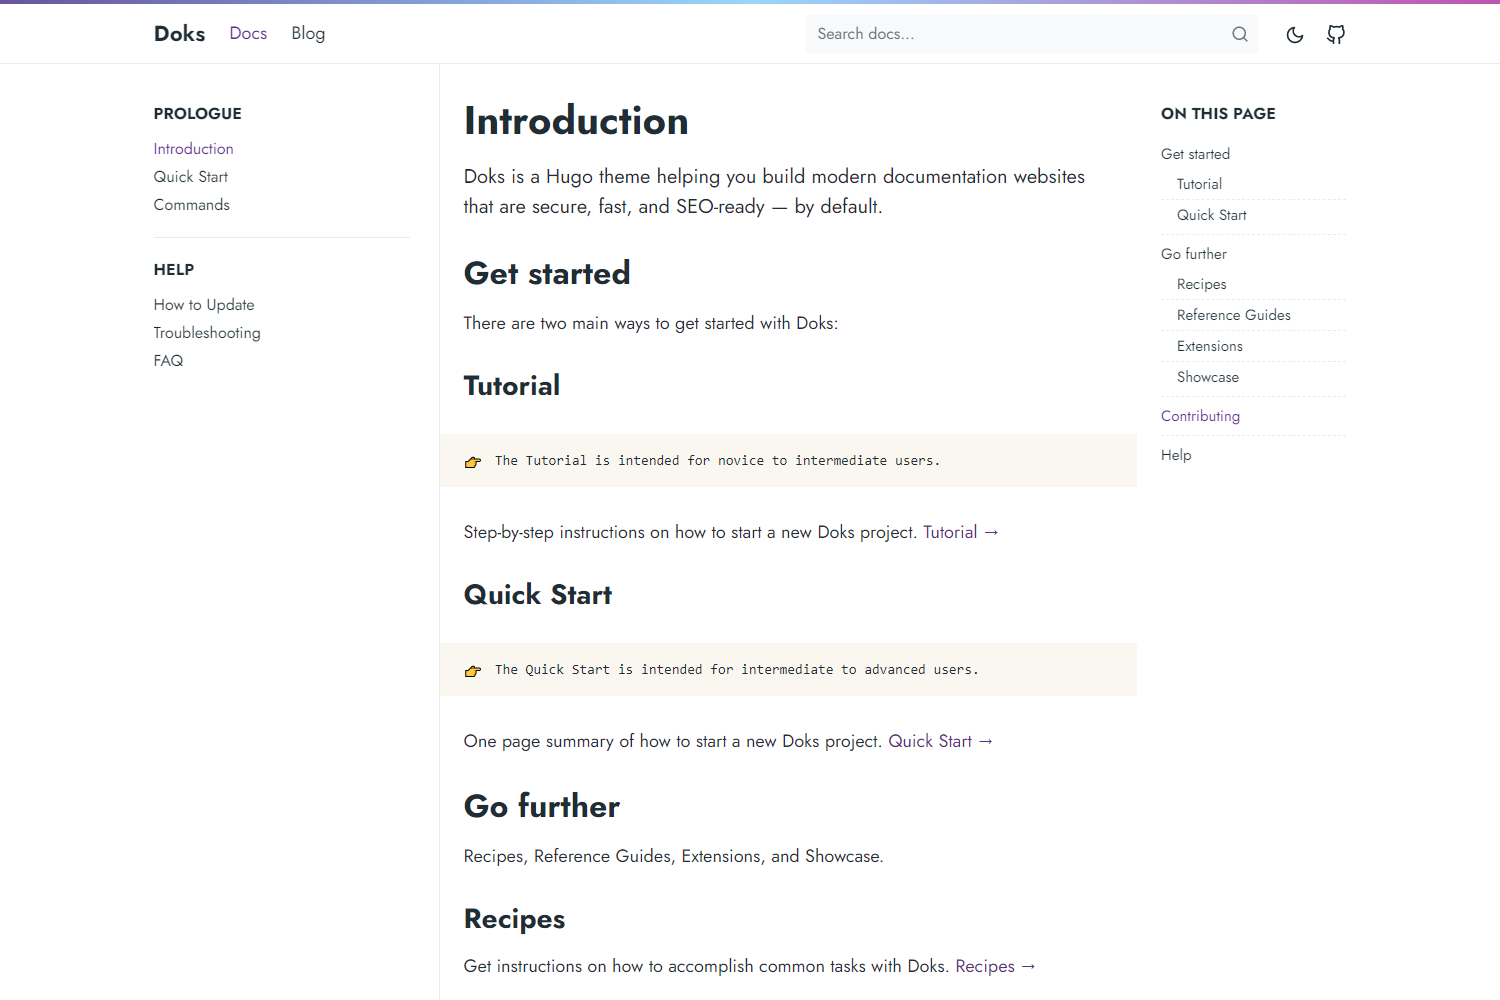 Doks Docs Blog Search docs...
PROLOGUE
Introduction
Quick Start
Commands
HELP
How to Update
Troubleshooting
FAQ
Introduction
Doks is a Hugo theme helping you build modern documentation websites
that are secure, fast, and SEO-ready — by default.
Get started
There are two main ways to get started with Doks:
Tutorial
👉 The Tutorial is intended for novice to intermediate users.
Step-by-step instructions on how to start a new Doks project. Tutorial →
Quick Start
👉 The Quick Start is intended for intermediate to advanced users.
One page summary of how to start a new Doks project. Quick Start →
Go further
Recipes, Reference Guides, Extensions, and Showcase.
Recipes
Get instructions on how to accomplish common tasks with Doks. Recipes →
ON THIS PAGE
Get started
Tutorial
Quick Start
Go further
Recipes
Reference Guides
Extensions
Showcase
Contributing
Help